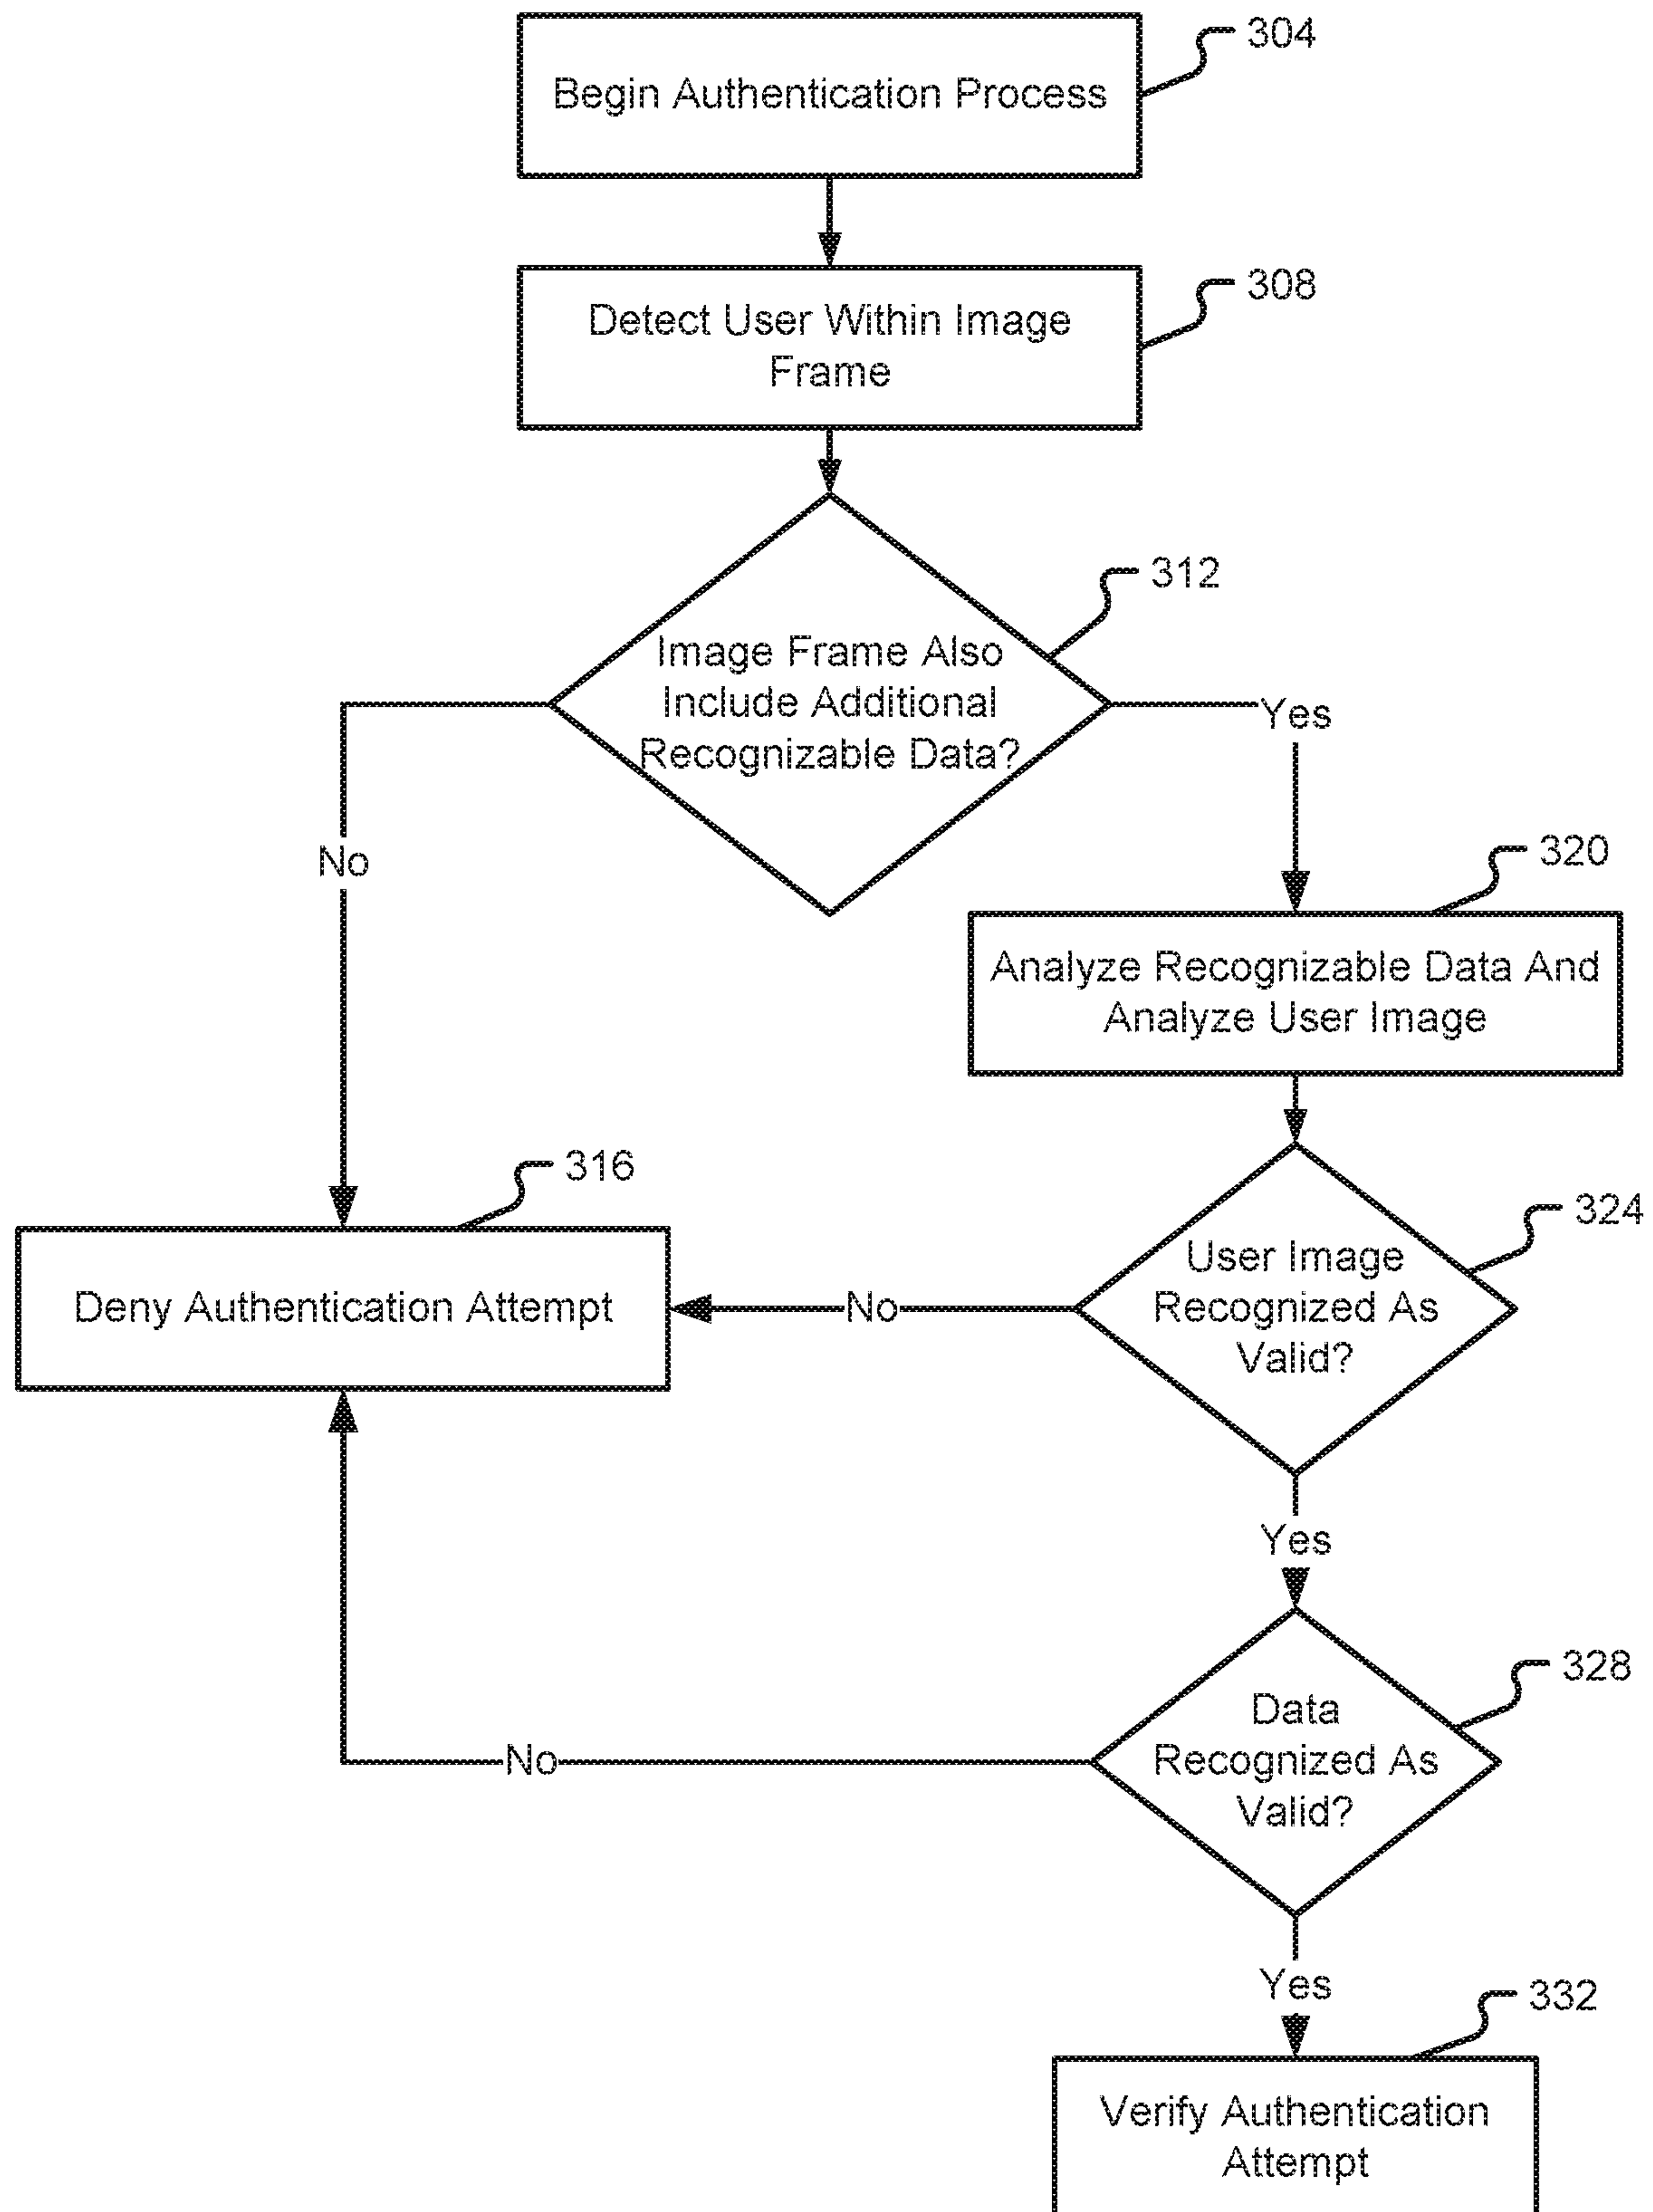 304
Begin Authentication Process
308
Detect User Within Image
Frame
312
Image Frame Also
Include Additional
Recognizable Data?
Yes
No
320
Analyze Recognizable Data And
Analyze User Image
316
Deny Authentication Attempt
324
User Image
Recognized As
Valid?
No
Yes
328
Data
Recognized As
Valid?
No
Yes
332
Verify Authentication
Attempt